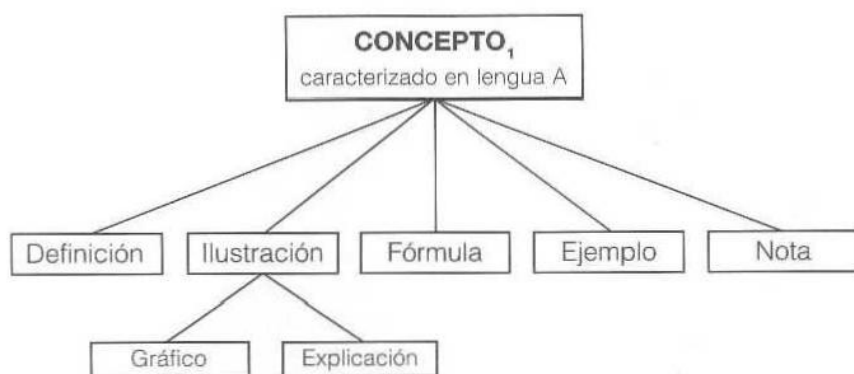 CONCEPTO₁
caracterizado en lengua A
Definición
Ilustración
Fórmula
Ejemplo
Nota
Gráfico
Explicación